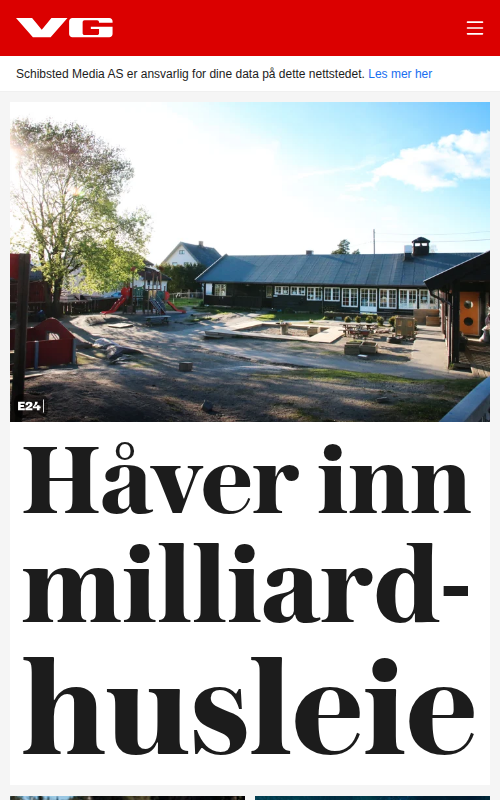 VG
Schibsted Media AS er ansvarlig for dine data på dette nettstedet. Les mer her
E24
Håver inn
milliard-
husleie